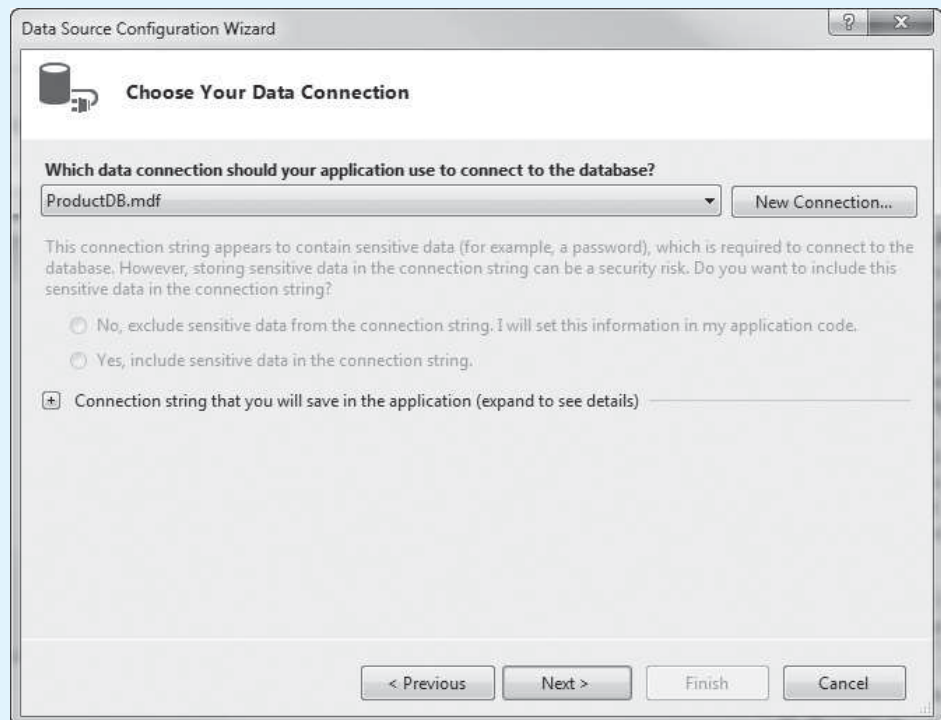 Data Source Configuration Wizard
Choose Your Data Connection
Which data connection should your application use to connect to the database?
ProductDB.mdf
New Connection...
This connection string appears to contain sensitive data (for example, a password), which is required to connect to the
database. However, storing sensitive data in the connection string can be a security risk. Do you want to include this
sensitive data in the connection string?
No, exclude sensitive data from the connection string. I will set this information in my application code.
Yes, include sensitive data in the connection string.
Connection string that you will save in the application (expand to see details)
< Previous
Next >
Finish
Cancel